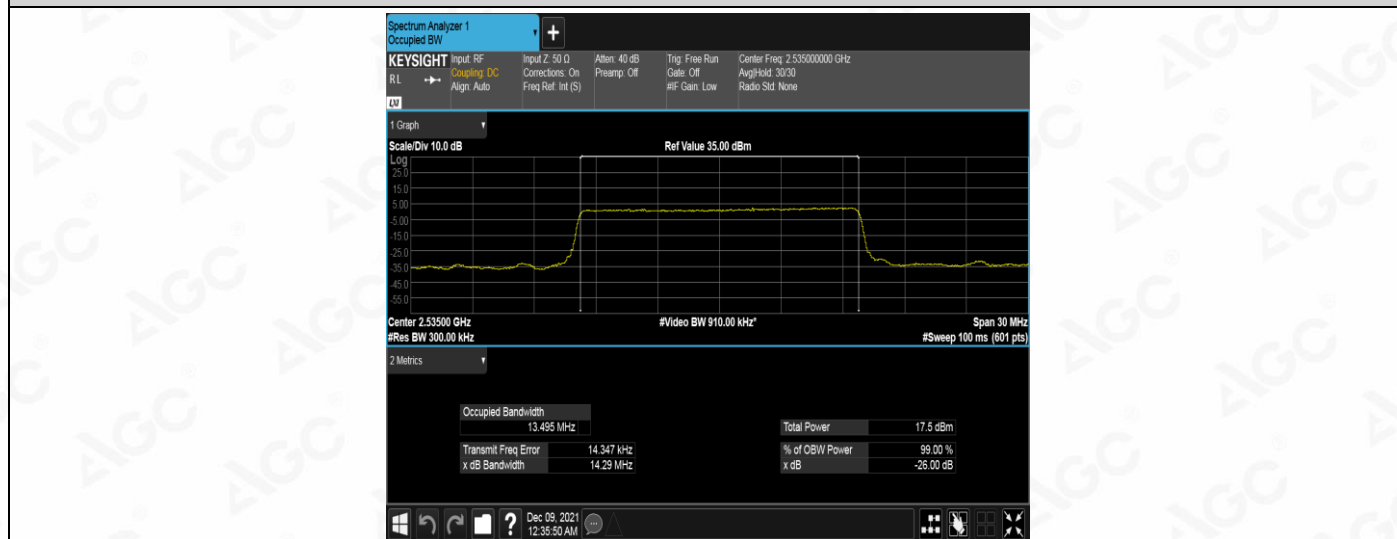 Spectrum Analyzer 1
Occupied BW
+
KEYSIGHT
RL
LXI
Input: RF
Coupling: DC
Align: Auto
Input Z: 50 Ω
Corrections: On
Freq Ref: Int (S)
Atten: 40 dB
Preamp: Off
Trig: Free Run
Gate: Off
#IF Gain: Low
Center Freq: 2.535000000 GHz
Avg|Hold: 30/30
Radio Std: None
1 Graph
Scale/Div 10.0 dB
Ref Value 35.00 dBm
Log
25.0
15.0
5.00
-5.00
-15.0
-25.0
-35.0
-45.0
-55.0
Center 2.53500 GHz
#Video BW 910.00 kHz*
Span 30 MHz
#Res BW 300.00 kHz
#Sweep 100 ms (601 pts)
2 Metrics
Occupied Bandwidth
13.495 MHz
Total Power 17.5 dBm
Transmit Freq Error 14.347 kHz
% of OBW Power 99.00 %
x dB Bandwidth 14.29 MHz
x dB -26.00 dB
?
Dec 09, 2021
12:35:50 AM
AGC